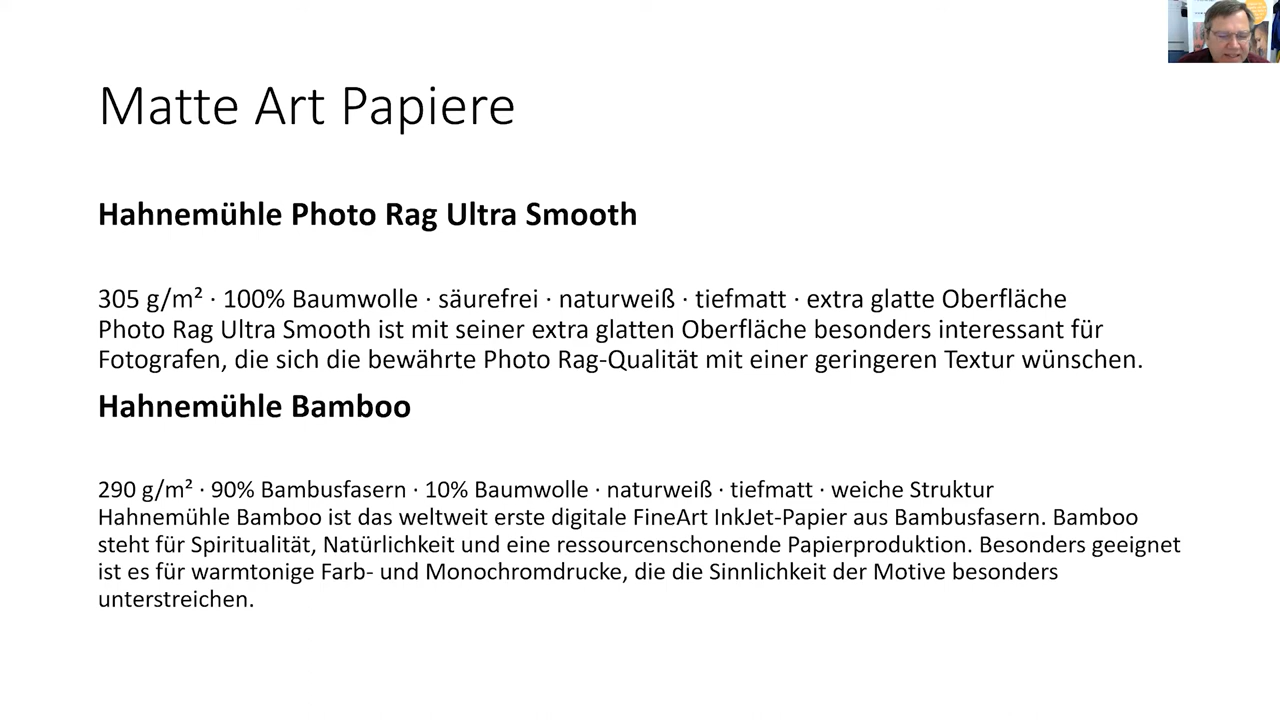 Matte Art Papiere
Hahnemühle Photo Rag Ultra Smooth
305 g/m² · 100% Baumwolle · säurefrei · naturweiß · tiefmatt · extra glatte Oberfläche
Photo Rag Ultra Smooth ist mit seiner extra glatten Oberfläche besonders interessant für
Fotografen, die sich die bewährte Photo Rag-Qualität mit einer geringeren Textur wünschen.
Hahnemühle Bamboo
290 g/m² · 90% Bambusfasern · 10% Baumwolle · naturweiß · tiefmatt · weiche Struktur
Hahnemühle Bamboo ist das weltweit erste digitale FineArt InkJet-Papier aus Bambusfasern. Bamboo
steht für Spiritualität, Natürlichkeit und eine ressourcenschonende Papierproduktion. Besonders geeignet
ist es für warmtonige Farb- und Monochromdrucke, die die Sinnlichkeit der Motive besonders
unterstreichen.